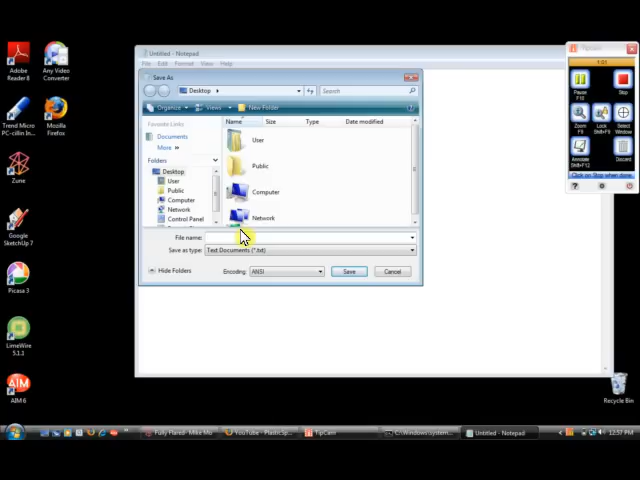 Adobe
Reader 8
Any Video
Converter
Trend Micro
PC-cillin In...
Mozilla
Firefox
Zune
Google
SketchUp 7
Picasa 3
LimeWire
5.1.1
AIM 6
Untitled - Notepad
File Edit Format View Help
Save As
Desktop
Search
Organize Views New Folder
Favorite Links
Documents
More »
Folders
Desktop
User
Public
Computer
Network
Control Panel
Name Size Type Date modified
User
Public
Computer
Network
File name:
Save as type: Text Documents (*.txt)
Hide Folders Encoding: ANSI Save Cancel
TipCam
1:01
Pause
F10
Stop
Zoom
F9
Lock
Shift+F9
Select
Window
Annotate
Shift+F12
Discard
Click on Stop when done
Recycle Bin
Fully Flared- Mike Mo
YouTube - PlasticSp...
TipCam
C:\Windows\system...
Untitled - Notepad
12:57 PM